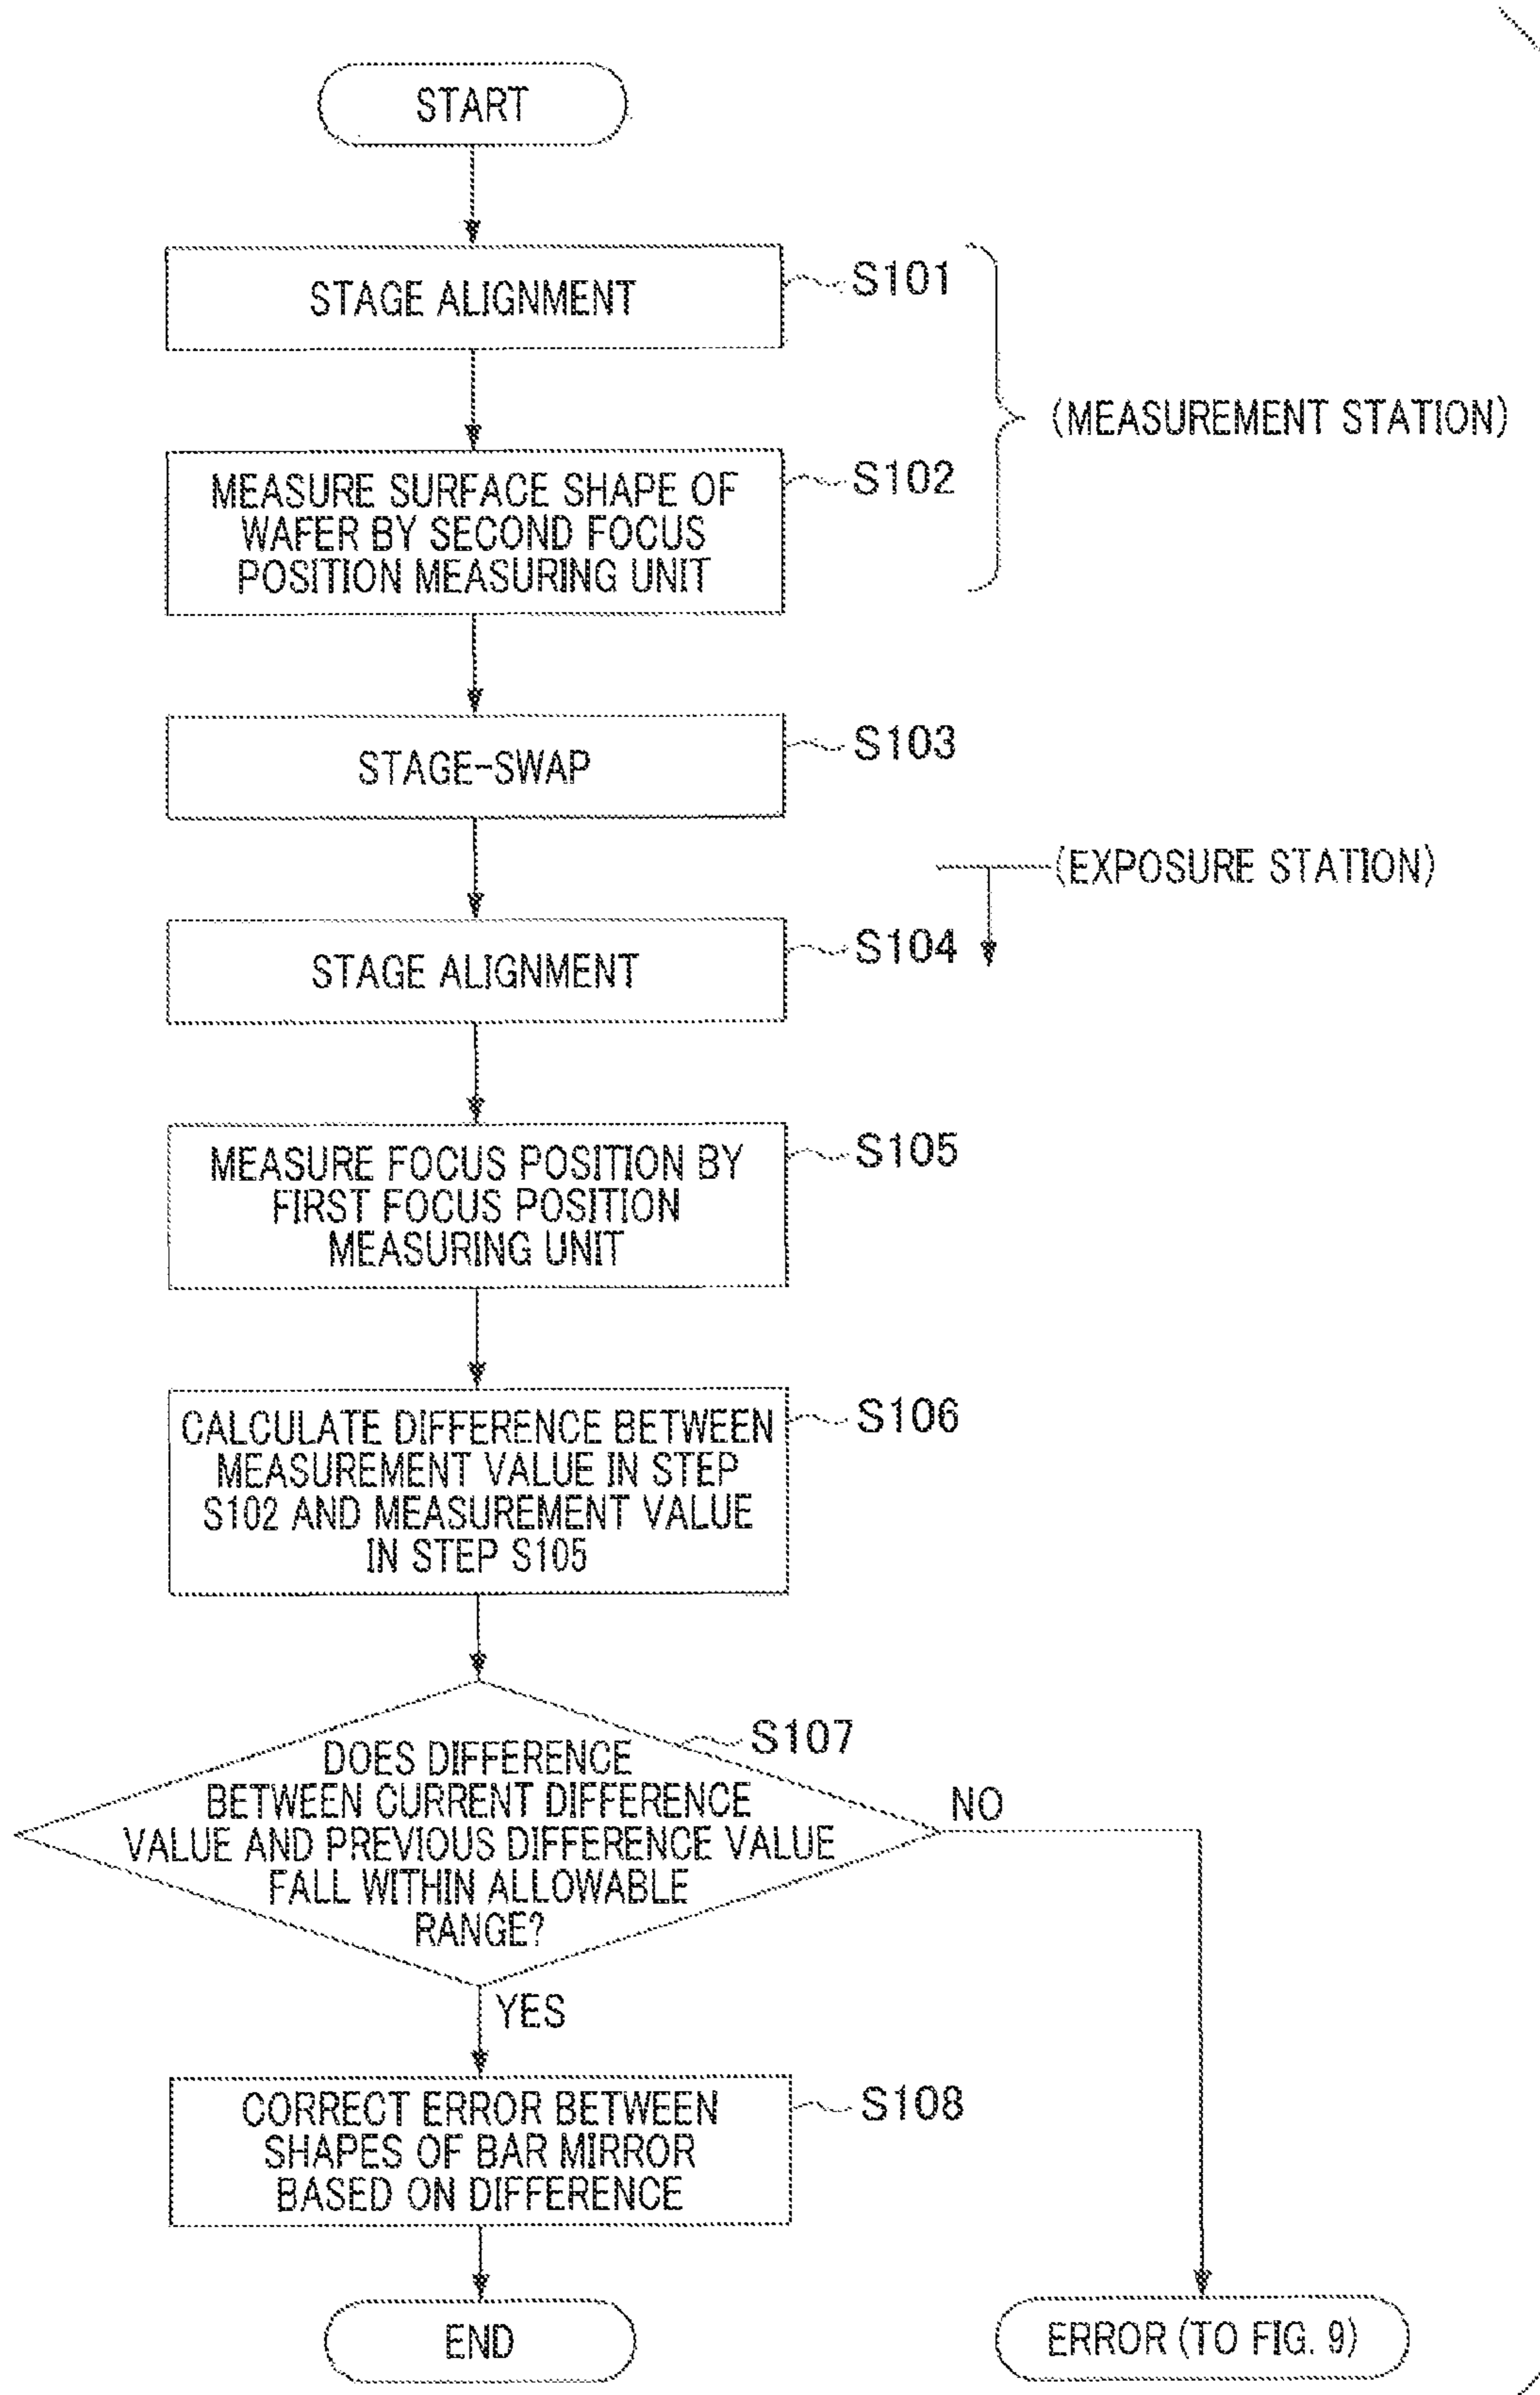 START
STAGE ALIGNMENT
S101
(MEASUREMENT STATION)
MEASURE SURFACE SHAPE OF
WAFER BY SECOND FOCUS
POSITION MEASURING UNIT
S102
STAGE-SWAP
S103
(EXPOSURE STATION)
STAGE ALIGNMENT
S104
MEASURE FOCUS POSITION BY
FIRST FOCUS POSITION
MEASURING UNIT
S105
CALCULATE DIFFERENCE BETWEEN
MEASUREMENT VALUE IN STEP
S102 AND MEASUREMENT VALUE
IN STEP S105
S106
S107
DOES DIFFERENCE
BETWEEN CURRENT DIFFERENCE
VALUE AND PREVIOUS DIFFERENCE VALUE
FALL WITHIN ALLOWABLE
RANGE?
NO
YES
CORRECT ERROR BETWEEN
SHAPES OF BAR MIRROR
BASED ON DIFFERENCE
S108
END
ERROR (TO FIG. 9)